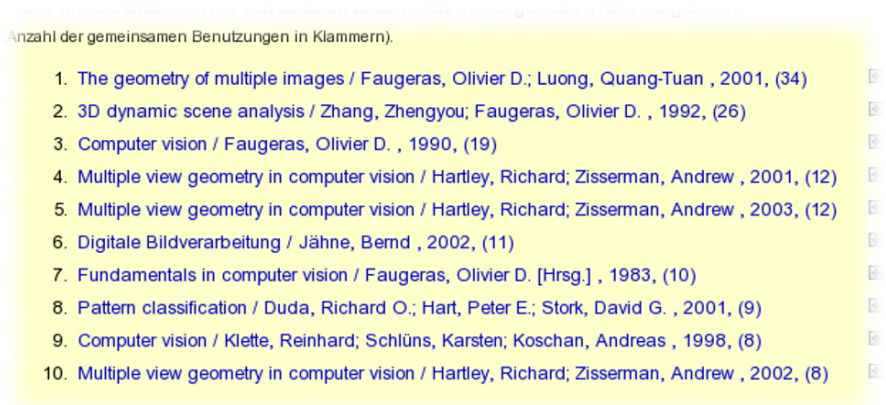 Anzahl der gemeinsamen Benutzungen in Klammern).
1. The geometry of multiple images / Faugeras, Olivier D.; Luong, Quang-Tuan , 2001, (34)
2. 3D dynamic scene analysis / Zhang, Zhengyou; Faugeras, Olivier D. , 1992, (26)
3. Computer vision / Faugeras, Olivier D. , 1990, (19)
4. Multiple view geometry in computer vision / Hartley, Richard; Zisserman, Andrew , 2001, (12)
5. Multiple view geometry in computer vision / Hartley, Richard; Zisserman, Andrew , 2003, (12)
6. Digitale Bildverarbeitung / Jähne, Bernd , 2002, (11)
7. Fundamentals in computer vision / Faugeras, Olivier D. [Hrsg.] , 1983, (10)
8. Pattern classification / Duda, Richard O.; Hart, Peter E.; Stork, David G. , 2001, (9)
9. Computer vision / Klette, Reinhard; Schlüns, Karsten; Koschan, Andreas , 1998, (8)
10. Multiple view geometry in computer vision / Hartley, Richard; Zisserman, Andrew , 2002, (8)